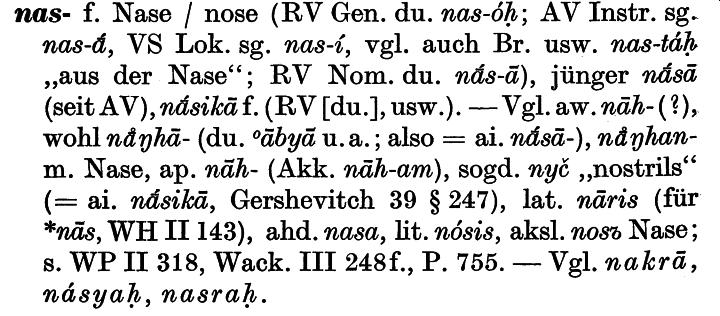 nas- f. Nase / nose (RV Gen. du. nas-óḥ; AV Instr. sg.
nas-ā́, VS Lok. sg. nas-í, vgl. auch Br. usw. nas-táḥ
„aus der Nase“; RV Nom. du. nā́s-ā), jünger nā́sā
(seit AV), nā́sikā f. (RV [du.], usw.). — Vgl. aw. nāh- (?),
wohl nåŋhā- (du. °ābyā u. a.; also = ai. nā́sā-), nåŋhan-
m. Nase, ap. nāh- (Akk. nāh-am), sogd. nyč „nostrils“
(= ai. nā́sikā, Gershevitch 39 § 247), lat. nāris (für
*nās, WH II 143), ahd. nasa, lit. nósis, aksl. nosъ Nase;
s. WP II 318, Wack. III 248f., P. 755. — Vgl. nakrā,
násyaḥ, nasraḥ.